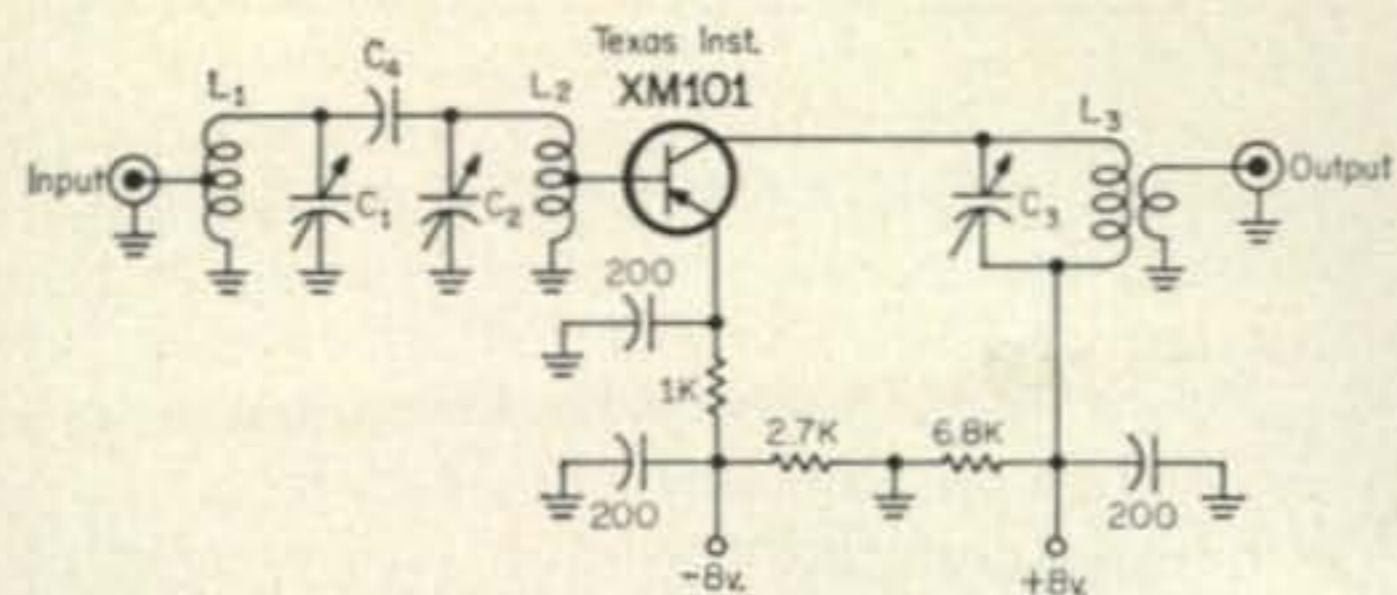 Texas Inst.
XM101
C4
L1
L2
L3
Input
C1
C2
C3
Output
200
1K
2.7K
6.8K
200
200
-8v.
+8v.